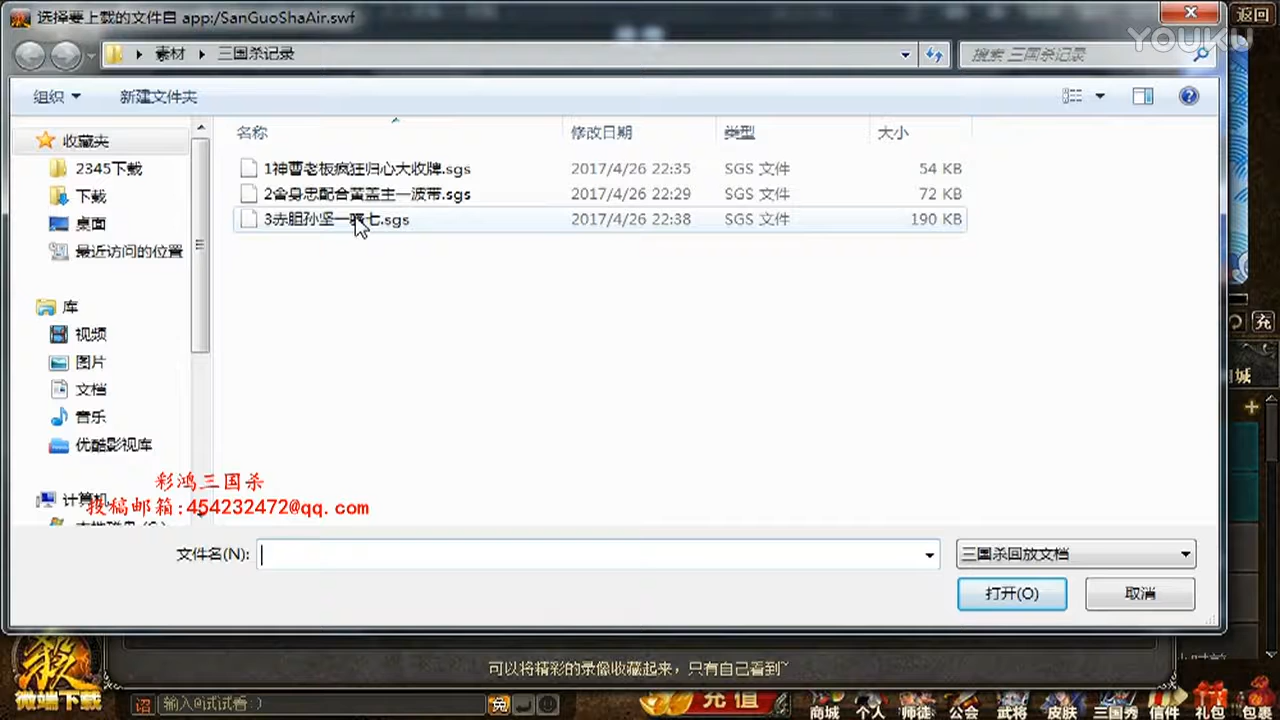 选择要上载的文件自 app:/SanGuoShaAir.swf
返回
YOUKU
素材
三国杀记录
搜索 三国杀记录
组织
新建文件夹
名称
修改日期
类型
大小
收藏夹
2345下载
下载
桌面
最近访问的位置
库
视频
图片
文档
音乐
优酷影视库
计算机
1神曹老板疯狂归心大收牌.sgs
2017/4/26 22:35
SGS 文件
54 KB
2舍身忠配合黄盖主一波带.sgs
2017/4/26 22:29
SGS 文件
72 KB
3赤胆孙坚一
七.sgs
2017/4/26 22:38
SGS 文件
190 KB
充
城
彩鸿三国杀
投稿邮箱:454232472@qq.com
文件名(N):
三国杀回放文档
打开(O)
取消
杀
微端下载
可以将精彩的录像收藏起来，只有自己看到~
输入@试试看：)
免
充值
商城
个人
师徒
公会
武将
皮肤
三国秀
信件
礼包
包裹